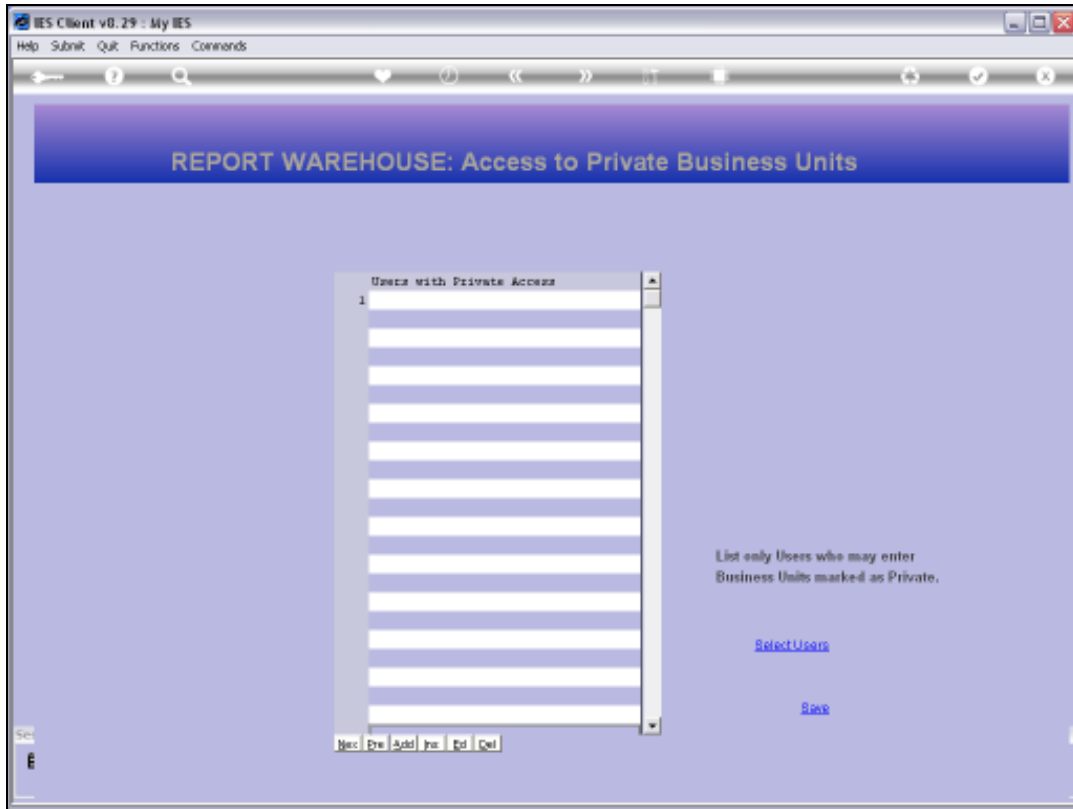 IES Client v8.29 : My IES
Help Submit Quit Functions Commands
REPORT WAREHOUSE: Access to Private Business Units
Users with Private Access
1
List only Users who may enter
Business Units marked as Private.
Select Users
Save
Nex Pre Add Ins Ed Del